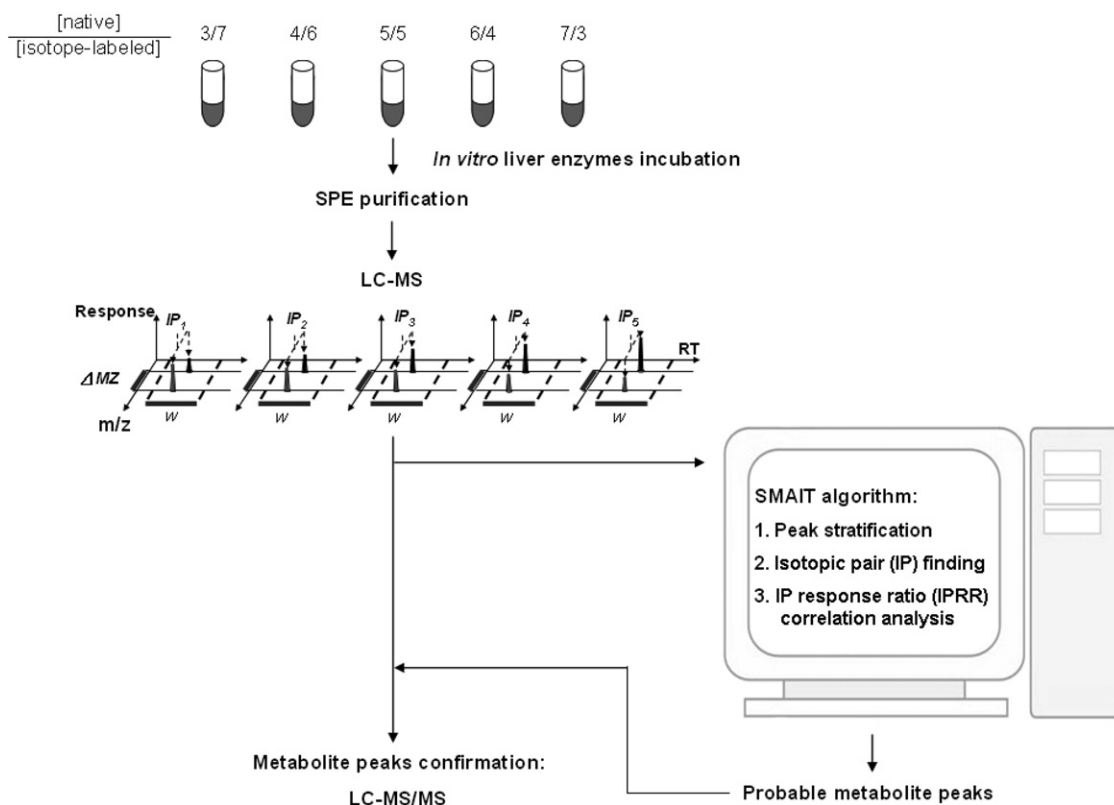 [native]
[isotope-labeled]
3/7 4/6 5/5 6/4 7/3
In vitro liver enzymes incubation
SPE purification
LC-MS
Response IP1 IP2 IP3 IP4 IP5
RT
ΔMZ
w w w w w
m/z
SMAIT algorithm:
1. Peak stratification
2. Isotopic pair (IP) finding
3. IP response ratio (IPRR)
correlation analysis
Metabolite peaks confirmation:
LC-MS/MS
Probable metabolite peaks